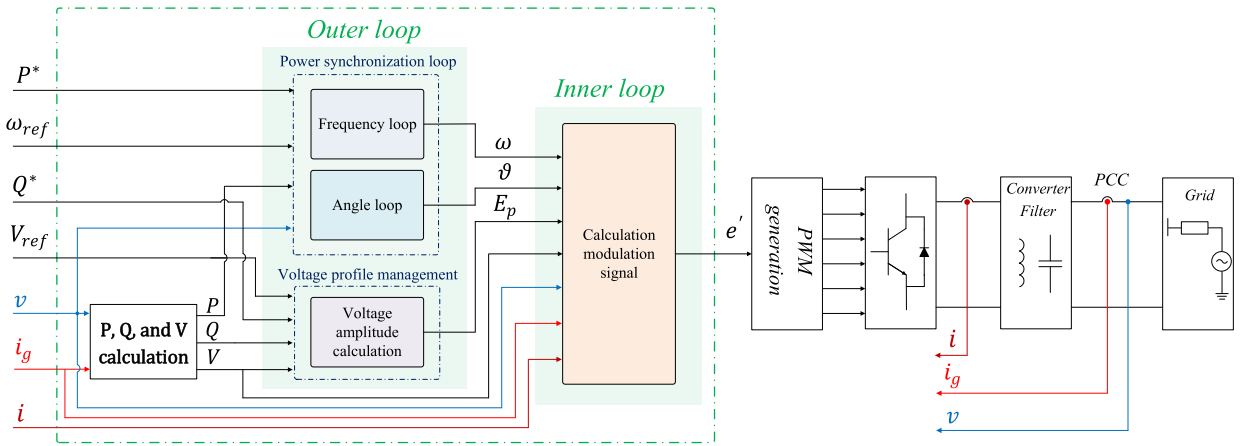 Outer loop
Power synchronization loop
P*
Frequency loop
ω_ref
Inner loop
ω
ϑ
Q*
Angle loop
E_p
V_ref
Calculation
modulation
signal
e'
PWM
generation
Converter
Filter
PCC
Grid
Voltage profile management
v
P
P, Q, and V
calculation
Q
Voltage
amplitude
calculation
i_g
V
i
i
i_g
v